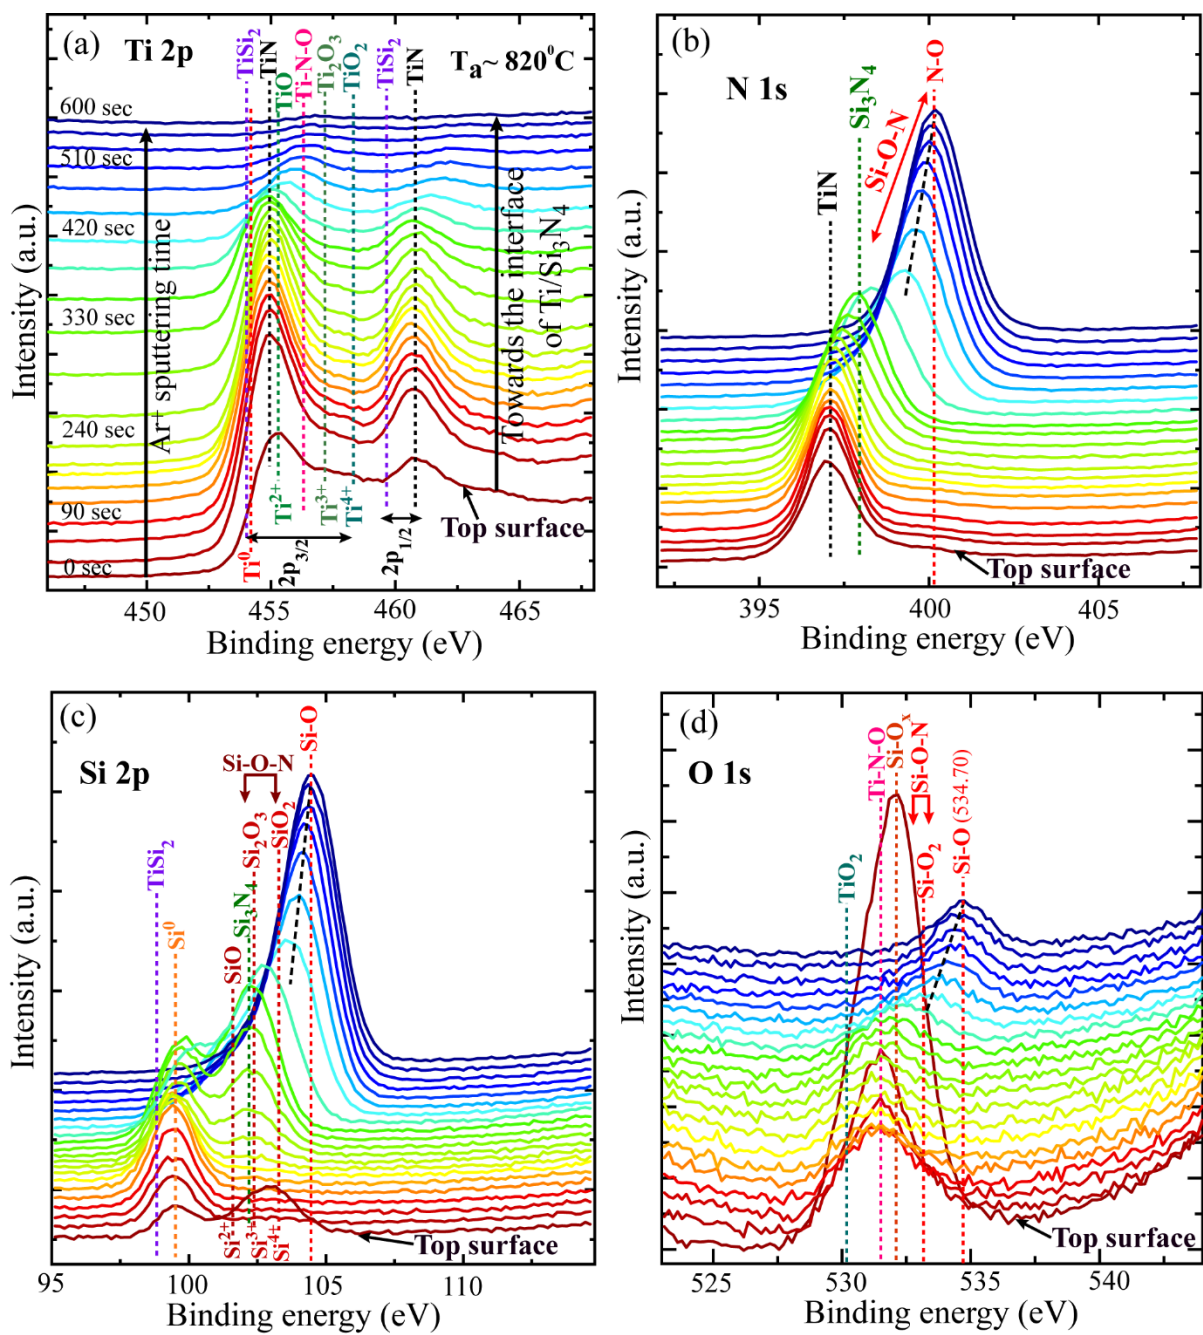 (a)
Ti 2p
TiSi₂
TiN
TiO
Ti-N-O
Ti₂O₃
TiO₂
TiSi₂
TiN
Tₐ~ 820⁰C
600 sec
510 sec
420 sec
330 sec
240 sec
90 sec
0 sec
Ar⁺ sputtering time
Towards the interface
of Ti/Si₃N₄
Ti⁰
Ti²⁺
Ti³⁺
Ti⁴⁺
2p₃/₂
2p₁/₂
Top surface
Intensity (a.u.)
450 455 460 465
Binding energy (eV)
(b)
N 1s
TiN
Si₃N₄
Si-O-N
N-O
Top surface
Intensity (a.u.)
395 400 405
Binding energy (eV)
(c)
Si 2p
TiSi₂
Si⁰
SiO
Si₃N₄
Si₂O₃
SiO₂
Si-O-N
Si-O
Si²⁺
Si³⁺
Si⁴⁺
Top surface
Intensity (a.u.)
95 100 105 110
Binding energy (eV)
(d)
O 1s
TiO₂
Ti-N-O
Si-Oₓ
Si-O-N
Si-O₂
Si-O (534.70)
Top surface
Intensity (a.u.)
525 530 535 540
Binding energy (eV)